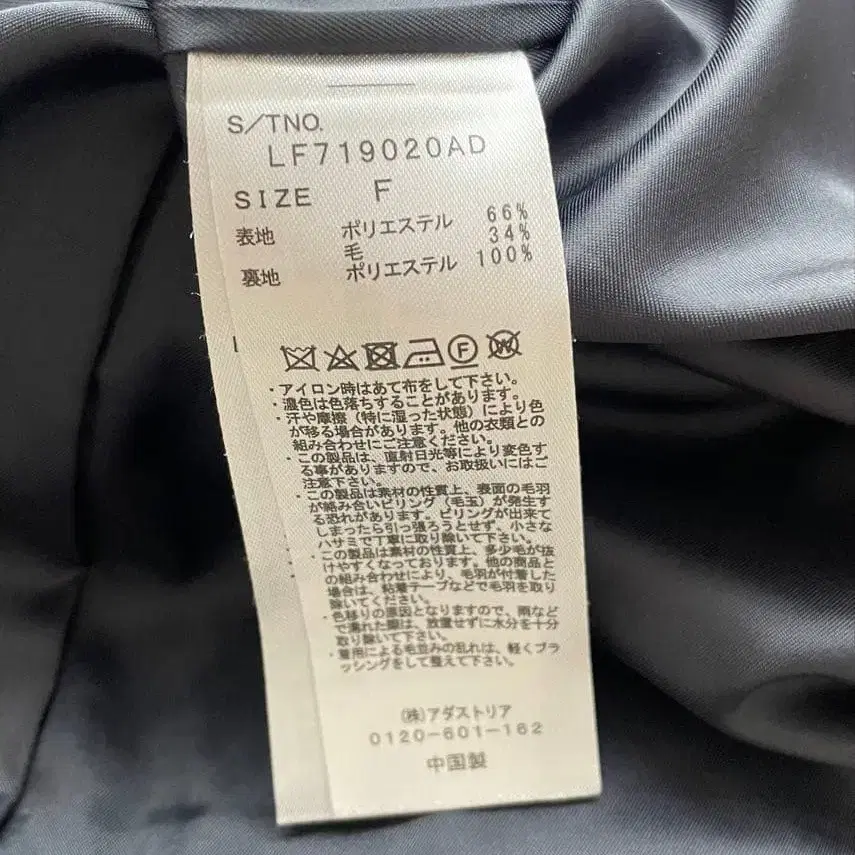 S/TNO.
LF719020AD
SIZE F
表地 ポリエステル 66%
毛 34%
裏地 ポリエステル 100%
F W
・アイロン時はあて布をして下さい。
・濃色は色落ちすることがあります。
・汗や摩擦（特に湿った状態）により色
が移る場合があります。他の衣類との
組み合わせにご注意ください。
・この製品は、直射日光等により変色す
る事がありますので、お取扱いにはご
注意下さい。
・この製品は素材の性質上、表面の毛羽
が絡み合いピリング（毛玉）が発生す
る恐れがあります。ピリングが出来て
しまったら引っ張ろうとせず、小さな
ハサミで丁寧に取り除いて下さい。
・この製品は素材の性質上、多少毛が抜
けやすくなっております。他の商品と
の組み合わせにより、毛羽が付着した
場合は、粘着テープなどで毛羽を取り
除いてください。
・色移りの原因となりますので、雨など
で濡れた際は、放置せずに水分を十分
取り除いて下さい。
・着用による毛並みの乱れは、軽くブラ
ッシングをして整えて下さい。
(株)アダストリア
0120-601-162
中国製